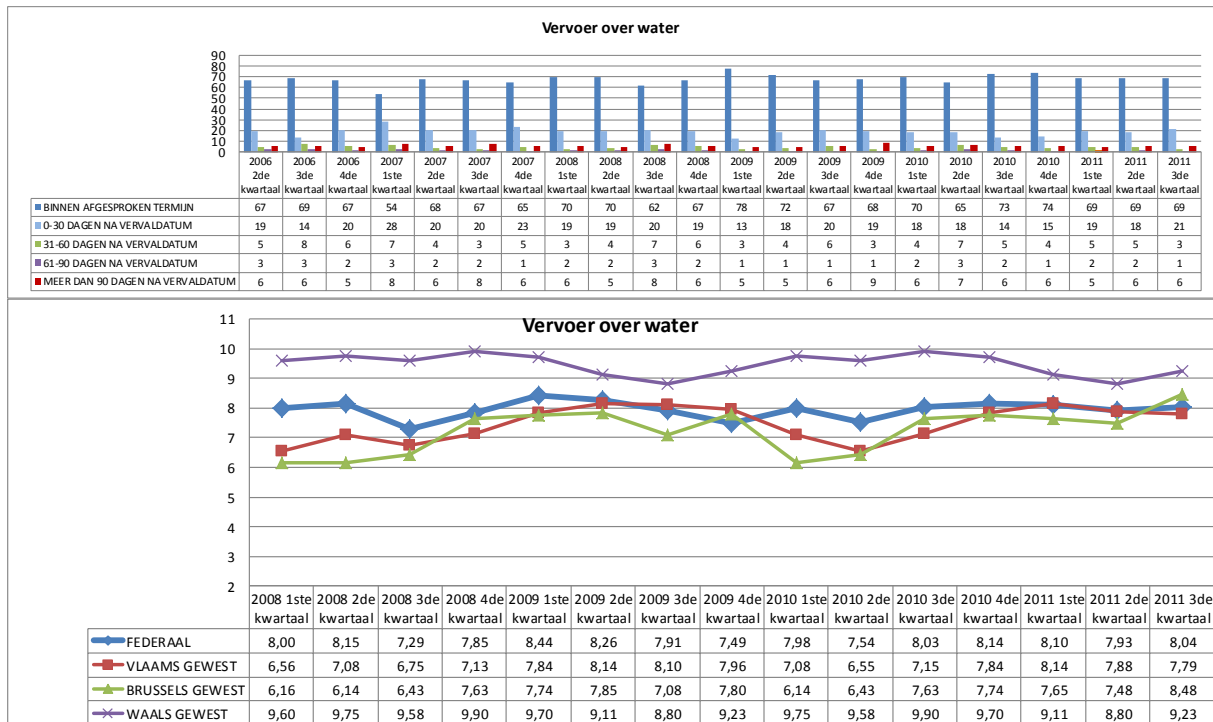 Vervoer over water
90
80
70
60
50
40
30
20
10
0
2006 2de kwartaal 2006 3de kwartaal 2006 4de kwartaal 2007 1ste kwartaal 2007 2de kwartaal 2007 3de kwartaal 2007 4de kwartaal 2008 1ste kwartaal 2008 2de kwartaal 2008 3de kwartaal 2008 4de kwartaal 2009 1ste kwartaal 2009 2de kwartaal 2009 3de kwartaal 2009 4de kwartaal 2010 1ste kwartaal 2010 2de kwartaal 2010 3de kwartaal 2010 4de kwartaal 2011 1ste kwartaal 2011 2de kwartaal 2011 3de kwartaal
BINNEN AFGESPROKEN TERMIJN 67 69 67 54 68 67 65 70 70 62 67 78 72 67 68 70 65 73 74 69 69 69
0-30 DAGEN NA VERVALDATUM 19 14 20 28 20 20 23 19 19 20 19 13 18 20 19 18 18 14 15 19 18 21
31-60 DAGEN NA VERVALDATUM 5 8 6 7 4 3 5 3 4 7 6 3 4 6 3 4 7 5 4 5 5 3
61-90 DAGEN NA VERVALDATUM 3 3 2 3 2 2 1 2 2 3 2 1 1 1 1 2 3 2 1 2 2 1
MEER DAN 90 DAGEN NA VERVALDATUM 6 6 5 8 6 8 6 6 5 8 6 5 5 6 9 6 7 6 6 5 6 6
Vervoer over water
11
10
9
8
7
6
5
4
3
2
2008 1ste kwartaal 2008 2de kwartaal 2008 3de kwartaal 2008 4de kwartaal 2009 1ste kwartaal 2009 2de kwartaal 2009 3de kwartaal 2009 4de kwartaal 2010 1ste kwartaal 2010 2de kwartaal 2010 3de kwartaal 2010 4de kwartaal 2011 1ste kwartaal 2011 2de kwartaal 2011 3de kwartaal
FEDERAAL 8,00 8,15 7,29 7,85 8,44 8,26 7,91 7,49 7,98 7,54 8,03 8,14 8,10 7,93 8,04
VLAAMS GEWEST 6,56 7,08 6,75 7,13 7,84 8,14 8,10 7,96 7,08 6,55 7,15 7,84 8,14 7,88 7,79
BRUSSELS GEWEST 6,16 6,14 6,43 7,63 7,74 7,85 7,08 7,80 6,14 6,43 7,63 7,74 7,65 7,48 8,48
WAALS GEWEST 9,60 9,75 9,58 9,90 9,70 9,11 8,80 9,23 9,75 9,58 9,90 9,70 9,11 8,80 9,23